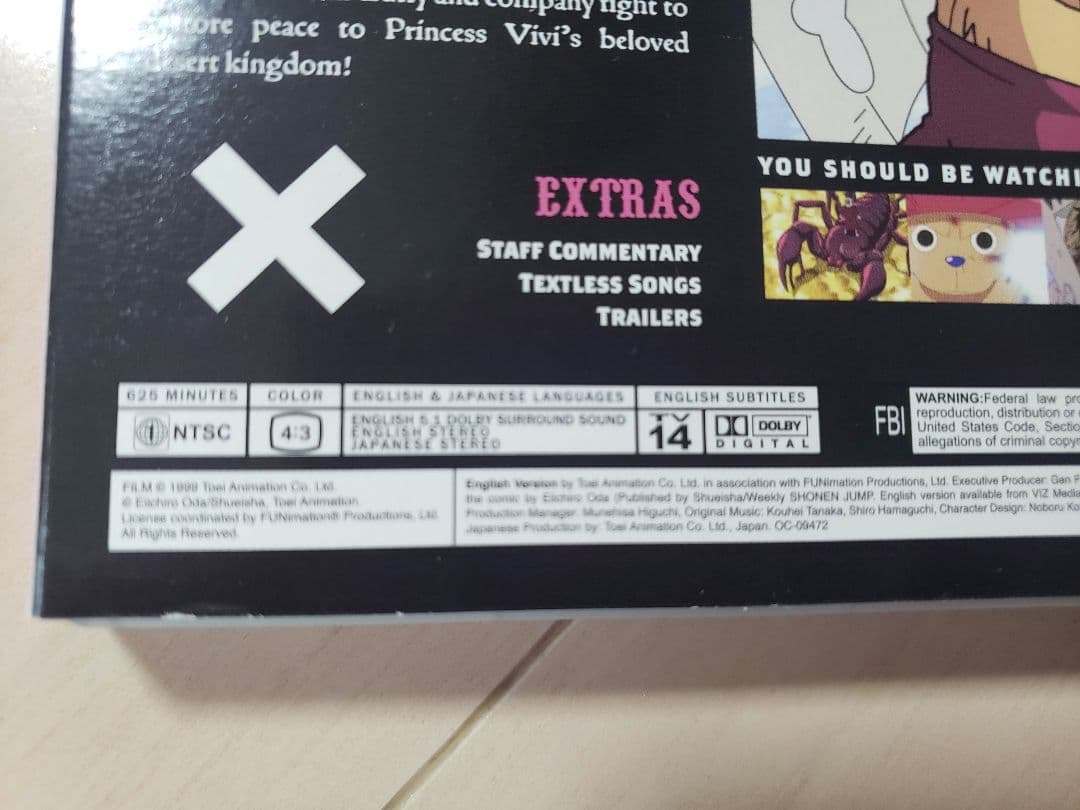 and company fight to
peace to Princess Vivi's beloved
kingdom!
EXTRAS
STAFF COMMENTARY
TEXTLESS SONGS
TRAILERS
YOU SHOULD BE WATCHI
625 MINUTES
COLOR
ENGLISH & JAPANESE LANGUAGES
ENGLISH SUBTITLES
NTSC
4:3
ENGLISH 5.1 DOLBY SURROUND SOUND
ENGLISH STEREO
JAPANESE STEREO
TV
14
DOLBY
DIGITAL
FBI
WARNING:Federal law pro
reproduction, distribution or
United States Code, Sectio
allegations of criminal copyr
FILM © 1999 Toei Animation Co. Ltd.
© Eiichiro Oda/Shueisha, Toei Animation
License coordinated by FUNimation® Productions, Ltd.
All Rights Reserved.
English Version by Toei Animation Co. Ltd. in association with FUNimation Productions, Ltd. Executive Producer: Gen F
the comic by Eiichiro Oda (Published by Shueisha/Weekly SHONEN JUMP. English version available from VIZ Media
Production Manager: Munehisa Higuchi, Original Music: Kouhei Tanaka, Shiro Hamaguchi, Character Design: Noboru Ko
Japanese Production by: Toei Animation Co. Ltd., Japan. OC-09472